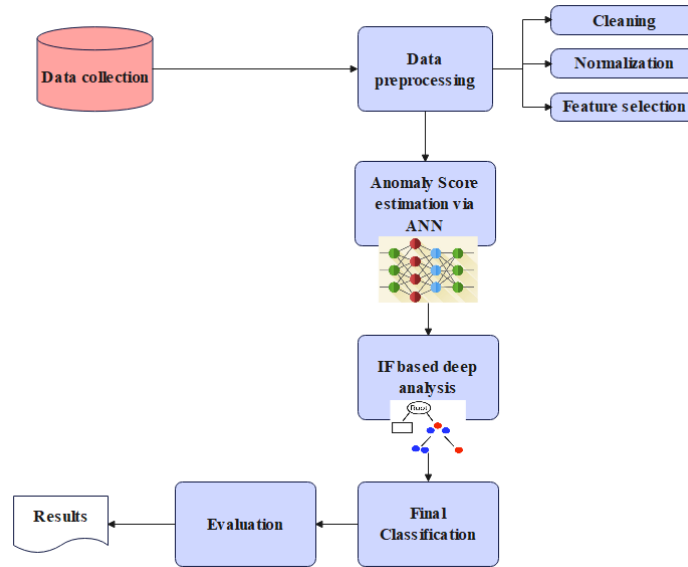 Data collection
Data
preprocessing
Cleaning
Normalization
Feature selection
Anomaly Score
estimation via
ANN
IF based deep
analysis
Root
Final
Classification
Evaluation
Results